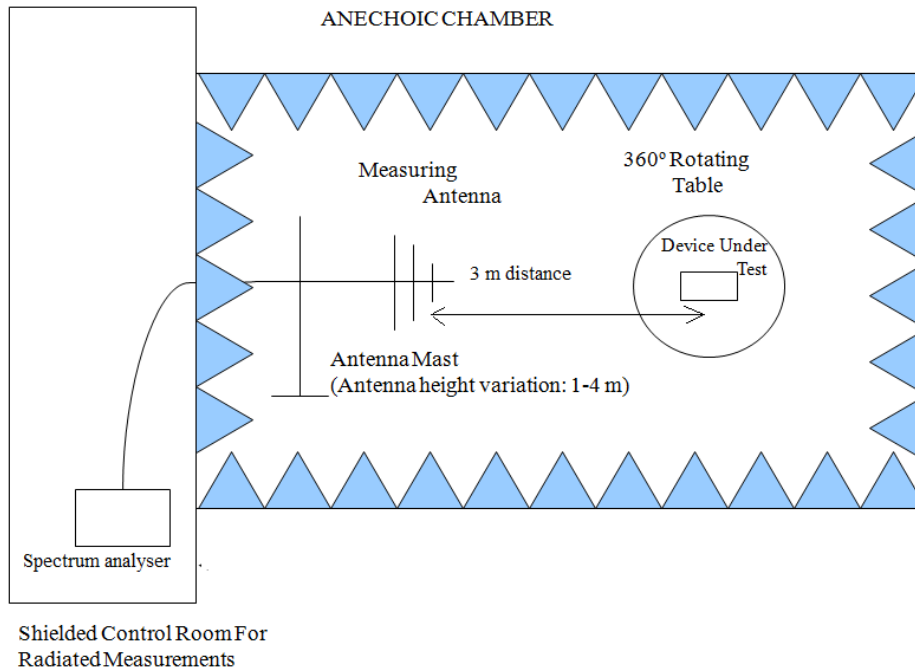 ANECHOIC CHAMBER
Measuring
Antenna
360º Rotating
Table
Device Under
Test
3 m distance
Antenna Mast
(Antenna height variation: 1-4 m)
Spectrum analyser
Shielded Control Room For
Radiated Measurements